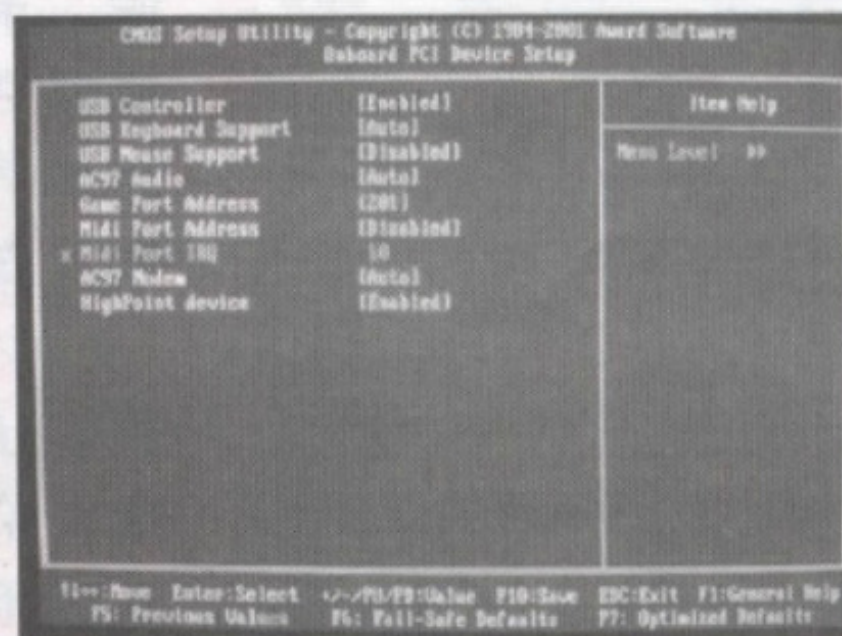 CMOS Setup Utility - Copyright (C) 1984-2001 Award Software
Onboard PCI Device Setup
USB Controller [Enabled]
USB Keyboard Support [Auto]
USB Mouse Support [Disabled]
AC97 Audio [Auto]
Game Port Address [201]
Midi Port Address [Disabled]
x Midi Port IRQ 10
AC97 Modem [Auto]
HighPoint device [Enabled]
Item Help
Menu Level ▸▸
↑↓→←:Move Enter:Select +/-/PU/PD:Value F10:Save ESC:Exit F1:General Help
F5: Previous Values F6: Fail-Safe Defaults F7: Optimized Defaults